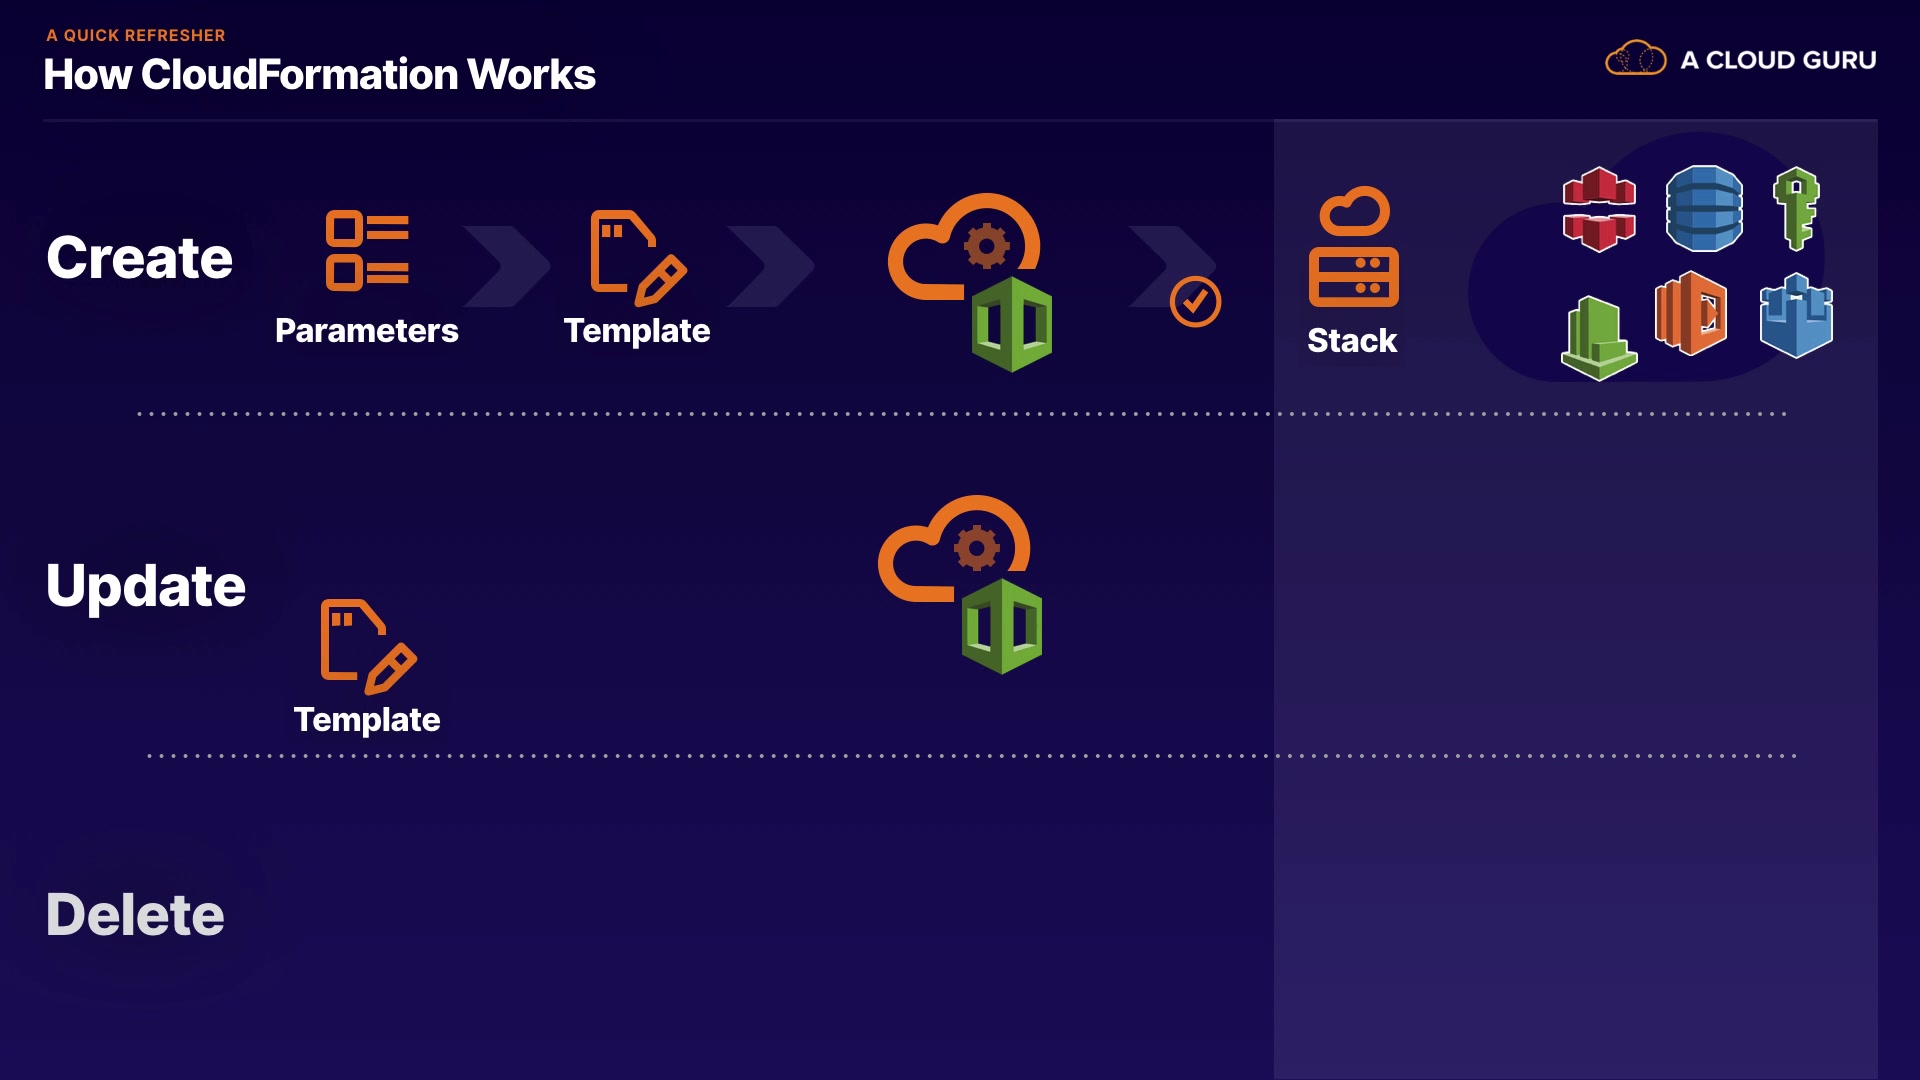 A QUICK REFRESHER
How CloudFormation Works
A CLOUD GURU
Create
Parameters
Template
Stack
Update
Template
Delete